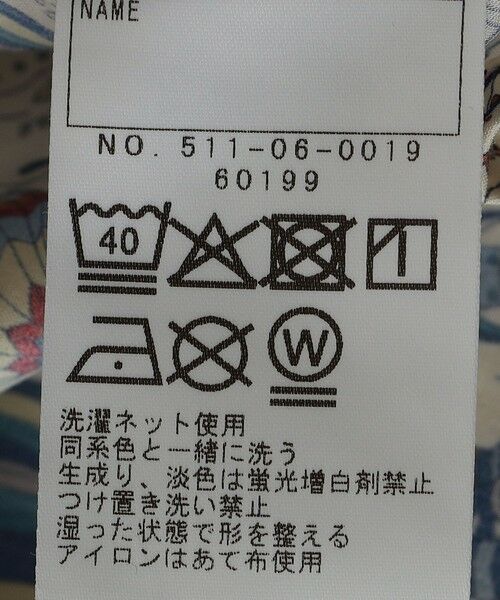 NAME
NO. 511-06-0019
60199
40
W
洗濯ネット使用
同系色と一緒に洗う
生成り、淡色は蛍光増白剤禁止
つけ置き洗い禁止
湿った状態で形を整える
アイロンはあて布使用